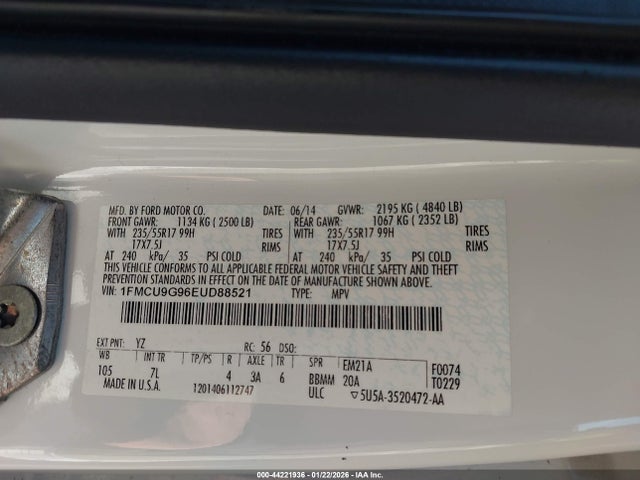 MFD. BY FORD MOTOR CO. DATE: 06/14 GVWR: 2195 KG ( 4840 LB)
FRONT GAWR: 1134 KG ( 2500 LB) REAR GAWR: 1067 KG ( 2352 LB)
WITH 235/55R17 99H TIRES WITH 235/55R17 99H TIRES
17X7.5J RIMS 17X7.5J RIMS
AT 240 kPa/ 35 PSI COLD AT 240 kPa/ 35 PSI COLD
THIS VEHICLE CONFORMS TO ALL APPLICABLE FEDERAL MOTOR VEHICLE SAFETY AND THEFT
PREVENTION STANDARDS IN EFFECT ON THE DATE OF MANUFACTURE SHOWN ABOVE.
VIN: 1FMCU9G96EUD88521 TYPE: MPV
EXT PNT: YZ RC: 56 DSO:
WB INT TR TP/PS R AXLE TR SPR EM21A F0074
105 7L 4 3A 6 BBMM 20A T0229
MADE IN U.S.A. 1201406112747 ULC ▽5U5A-3520472-AA
000-44221936 - 01/22/2026 - IAA Inc.